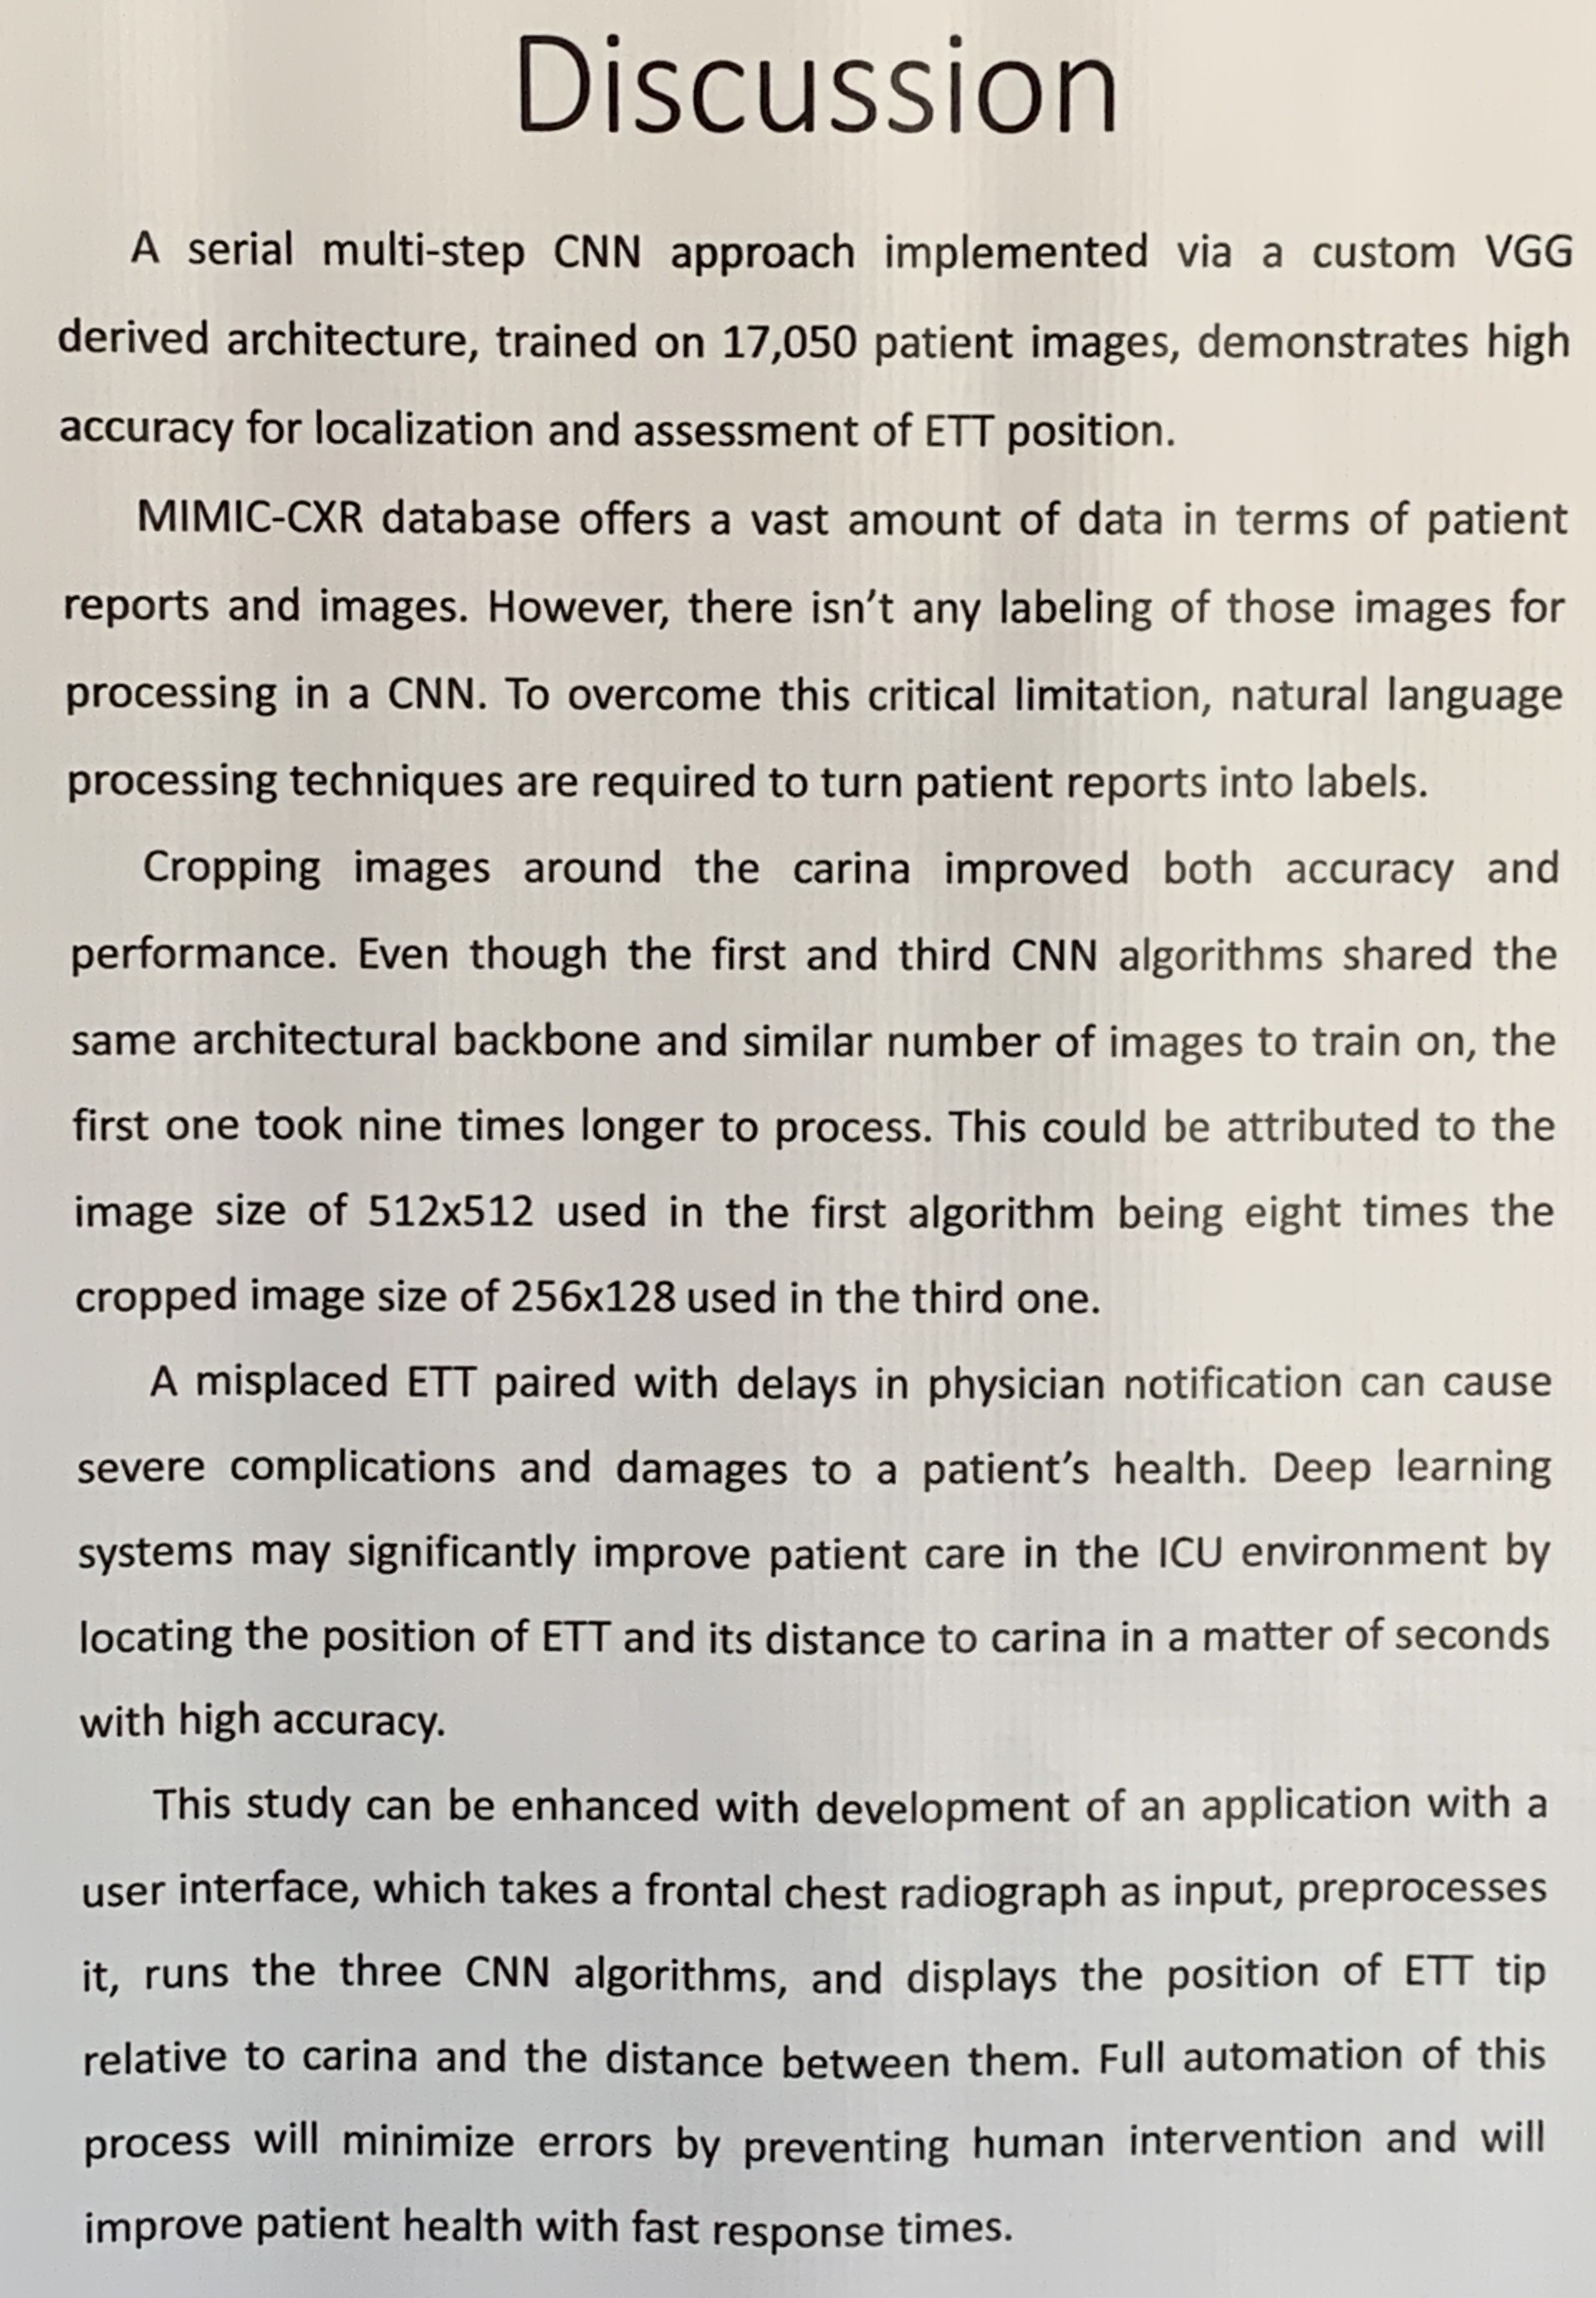 Discussion
A serial multi-step CNN approach implemented via a custom VGG
derived architecture, trained on 17,050 patient images, demonstrates high
accuracy for localization and assessment of ETT position.
MIMIC-CXR database offers a vast amount of data in terms of patient
reports and images. However, there isn't any labeling of those images for
processing in a CNN. To overcome this critical limitation, natural language
processing techniques are required to turn patient reports into labels.
Cropping images around the carina improved both accuracy and
performance. Even though the first and third CNN algorithms shared the
same architectural backbone and similar number of images to train on, the
first one took nine times longer to process. This could be attributed to the
image size of 512x512 used in the first algorithm being eight times the
cropped image size of 256x128 used in the third one.
A misplaced ETT paired with delays in physician notification can cause
severe complications and damages to a patient's health. Deep learning
systems may significantly improve patient care in the ICU environment by
locating the position of ETT and its distance to carina in a matter of seconds
with high accuracy.
This study can be enhanced with development of an application with a
user interface, which takes a frontal chest radiograph as input, preprocesses
it, runs the three CNN algorithms, and displays the position of ETT tip
relative to carina and the distance between them. Full automation of this
process will minimize errors by preventing human intervention and will
improve patient health with fast response times.